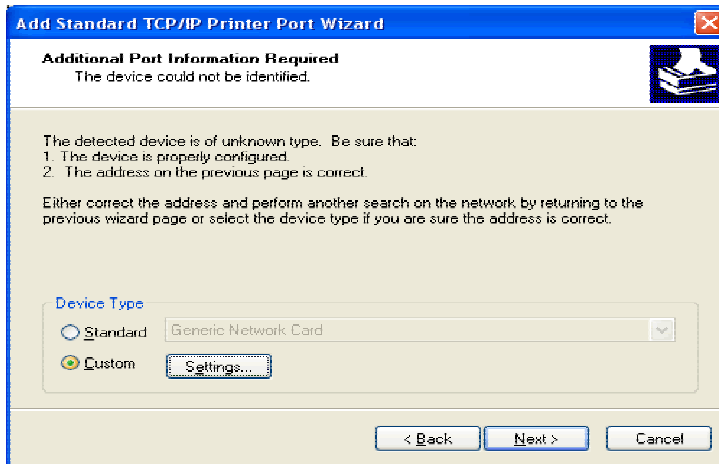 Add Standard TCP/IP Printer Port Wizard
Additional Port Information Required
The device could not be identified.
The detected device is of unknown type. Be sure that:
1. The device is properly configured.
2. The address on the previous page is correct.
Either correct the address and perform another search on the network by returning to the
previous wizard page or select the device type if you are sure the address is correct.
Device Type
Standard
Generic Network Card
Custom
Settings...
< Back
Next >
Cancel